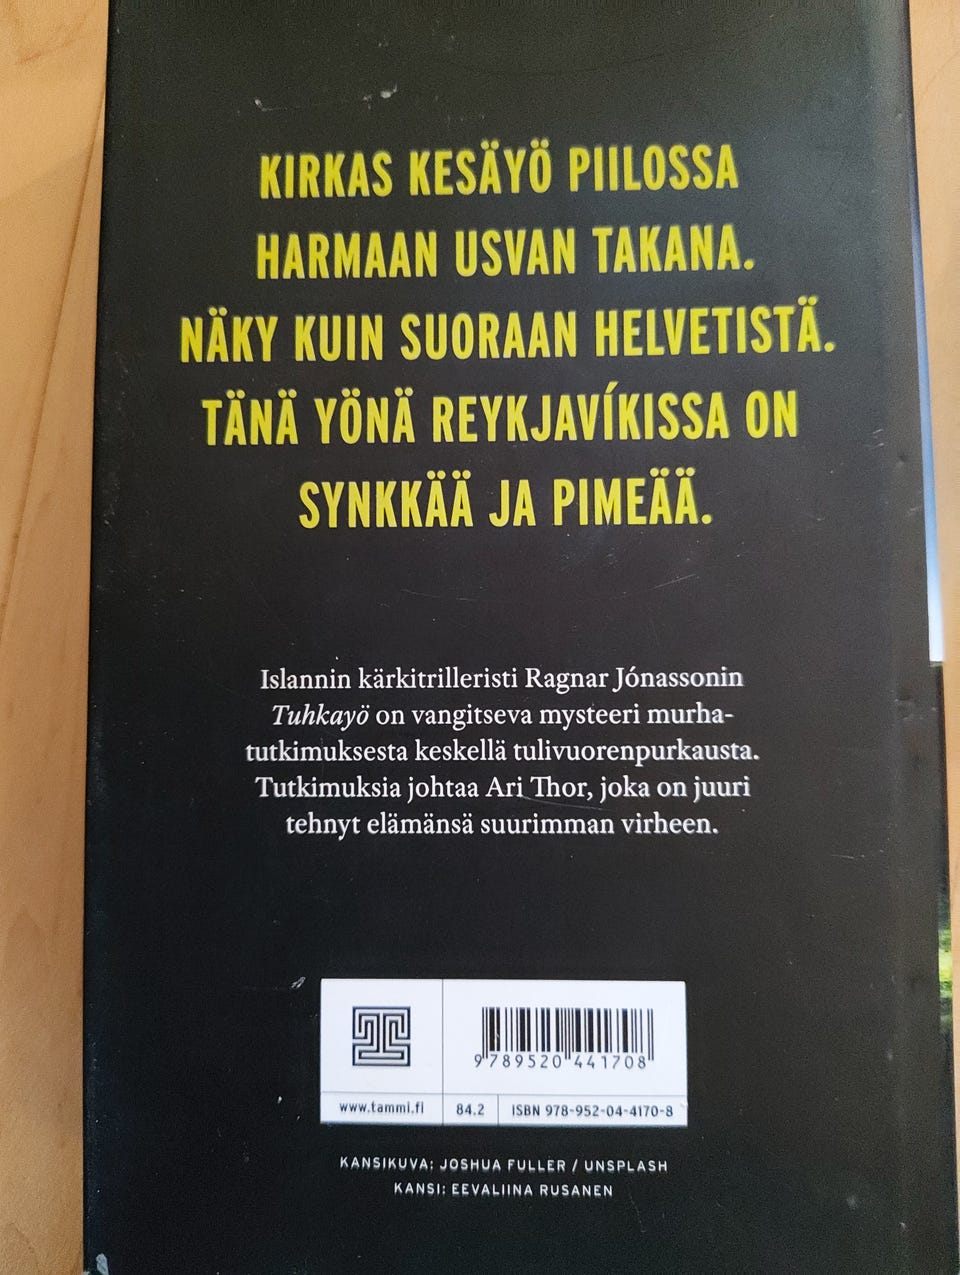 KIRKAS KESÄYÖ PIILOSSA
HARMAAN USVAN TAKANA.
NÄKY KUIN SUORAAN HELVETISTÄ.
TÄNÄ YÖNÄ REYKJAVÍKISSA ON
SYNKKÄÄ JA PIMEÄÄ.
Islannin kärkitrilleristi Ragnar Jónassonin
Tuhkayö on vangitseva mysteeri murha-
tutkimuksesta keskellä tulivuorenpurkausta.
Tutkimuksia johtaa Ari Thor, joka on juuri
tehnyt elämänsä suurimman virheen.
9 789520 441708
www.tammi.fi 84.2 ISBN 978-952-04-4170-8
KANSIKUVA: JOSHUA FULLER / UNSPLASH
KANSI: EEVALIINA RUSANEN